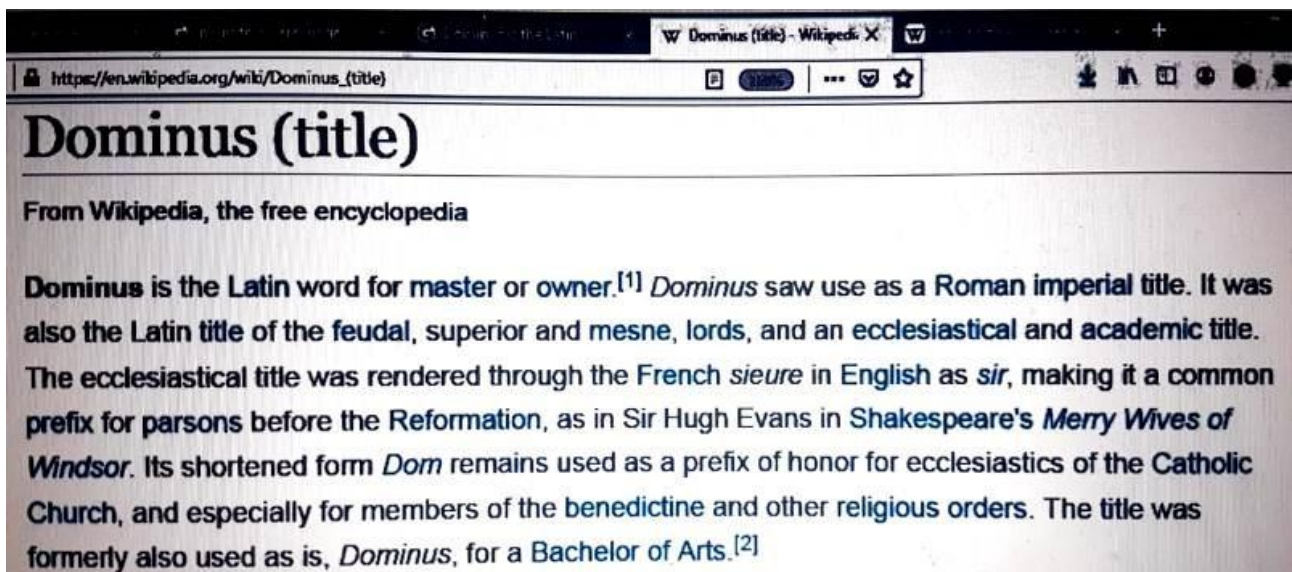 W Dominus (title) - Wikipedi X W +
https://en.wikipedia.org/wiki/Dominus_(title)
Dominus (title)
From Wikipedia, the free encyclopedia
Dominus is the Latin word for master or owner.[1] Dominus saw use as a Roman imperial title. It was
also the Latin title of the feudal, superior and mesne, lords, and an ecclesiastical and academic title.
The ecclesiastical title was rendered through the French sieure in English as sir, making it a common
prefix for parsons before the Reformation, as in Sir Hugh Evans in Shakespeare's Merry Wives of
Windsor. Its shortened form Dom remains used as a prefix of honor for ecclesiastics of the Catholic
Church, and especially for members of the benedictine and other religious orders. The title was
formerly also used as is, Dominus, for a Bachelor of Arts.[2]